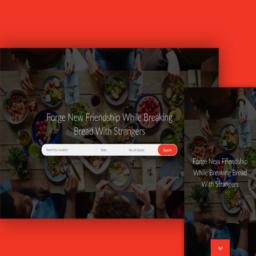 Forge New Friendship While Breaking
Bread With Strangers
Search
Forge New Friendship
While Breaking Bread
With Strangers